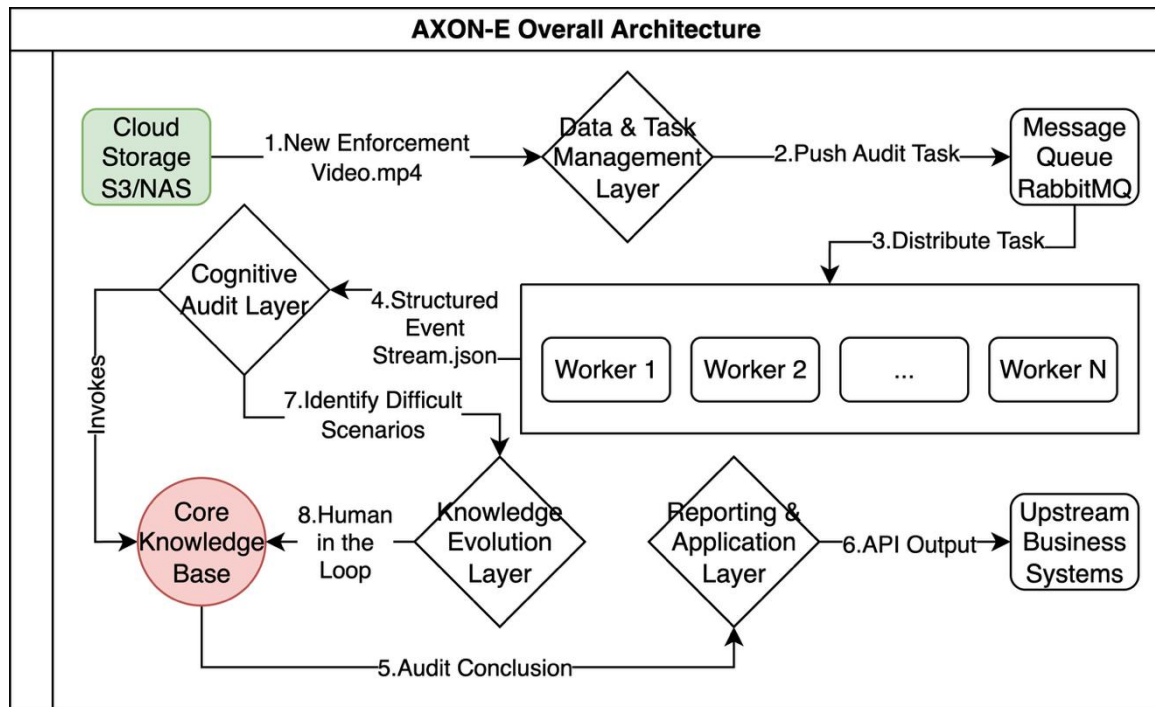 AXON-E Overall Architecture
Cloud
Storage
S3/NAS
1.New Enforcement
Video.mp4
Data & Task
Management
Layer
2.Push Audit Task
Message
Queue
RabbitMQ
3.Distribute Task
Cognitive
Audit Layer
4.Structured
Event
Stream.json
Worker 1
Worker 2
...
Worker N
Invokes
7.Identify Difficult
Scenarios
Core
Knowledge
Base
8.Human
in the
Loop
Knowledge
Evolution
Layer
Reporting &
Application
Layer
6.API Output
Upstream
Business
Systems
5.Audit Conclusion